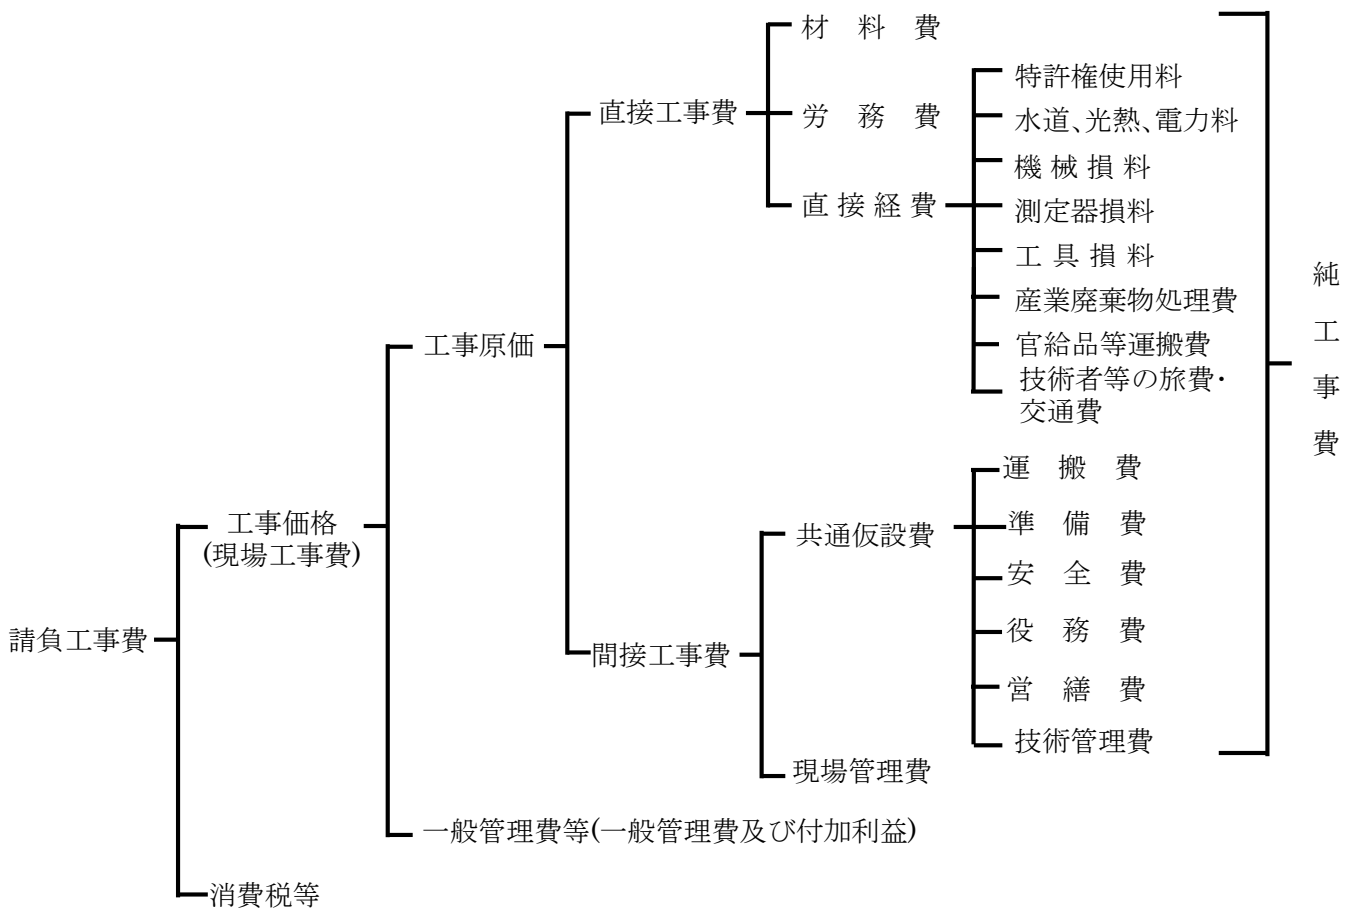 材料費
特許権使用料
直接工事費
労務費
水道、光熱、電力料
機械損料
直接経費
測定器損料
工具損料
産業廃棄物処理費
純工事費
工事原価
官給品等運搬費
技術者等の旅費・
交通費
運搬費
工事価格
(現場工事費)
共通仮設費
準備費
安全費
役務費
請負工事費
間接工事費
営繕費
技術管理費
現場管理費
一般管理費等(一般管理費及び付加利益)
消費税等